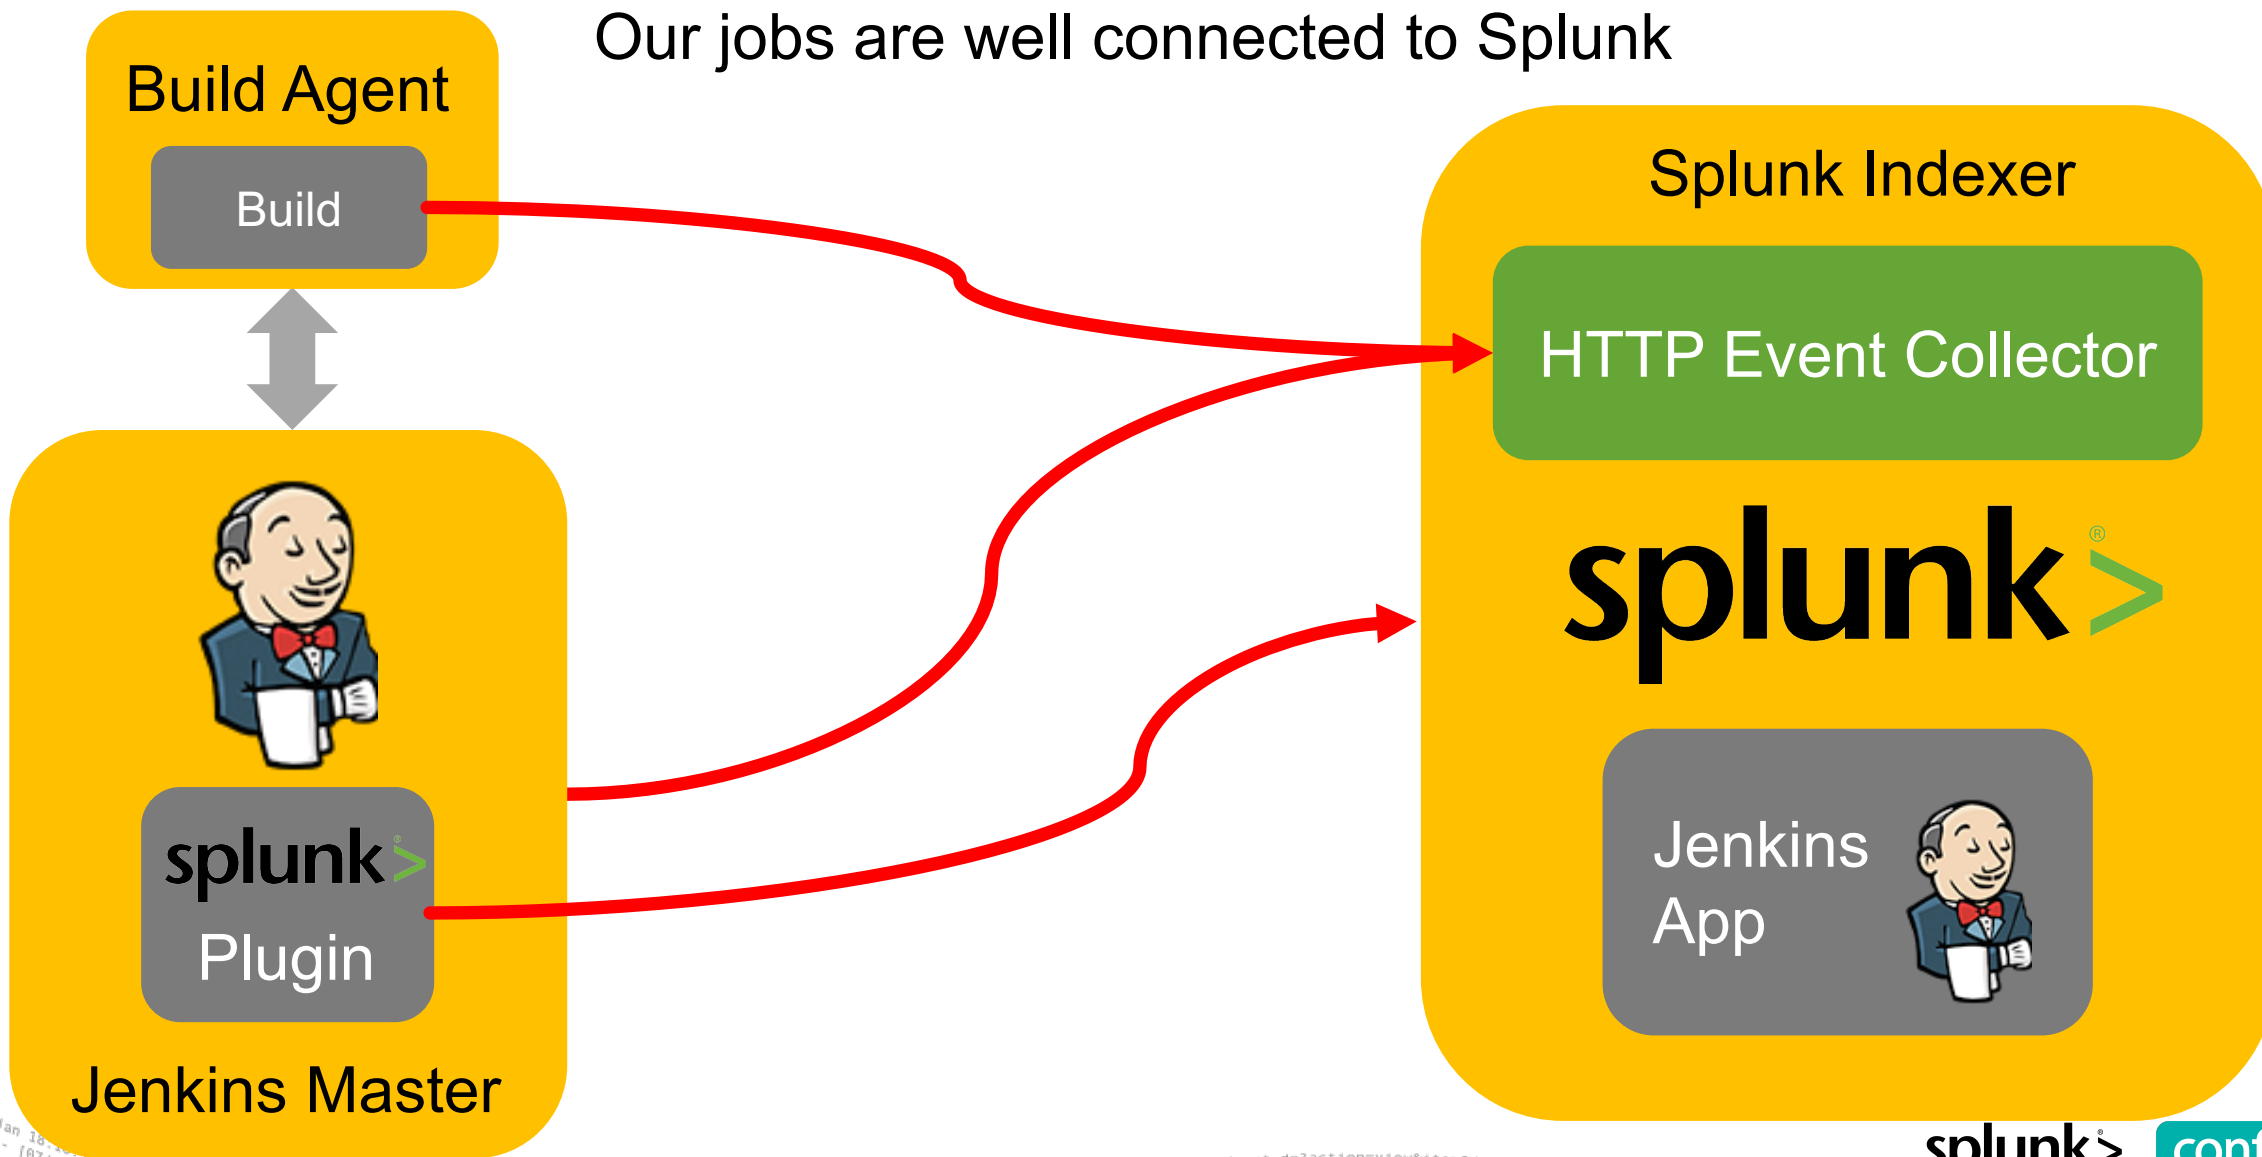 Our jobs are well connected to Splunk
Build Agent
Build
Splunk Indexer
HTTP Event Collector
splunk>®
Jenkins
App
splunk>®
Plugin
Jenkins Master
splunk>®